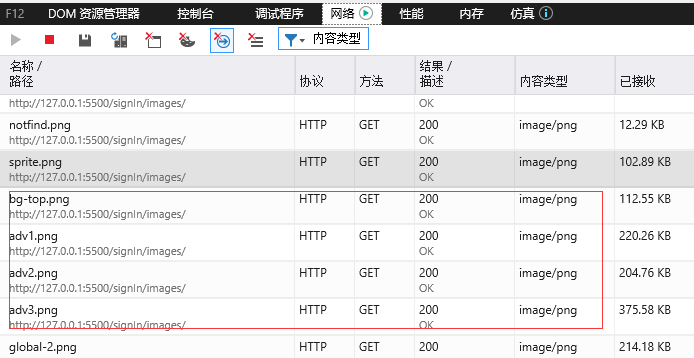 F12 DOM 资源管理器 控制台 调试程序 网络 性能 内存 仿真
内容类型
名称 / 结果 /
路径 协议 方法 描述 内容类型 已接收
http://127.0.0.1:5500/signIn/images/ OK
notfind.png HTTP GET 200 image/png 12.29 KB
http://127.0.0.1:5500/signIn/images/ OK
sprite.png HTTP GET 200 image/png 102.89 KB
http://127.0.0.1:5500/signIn/images/ OK
bg-top.png HTTP GET 200 image/png 112.55 KB
http://127.0.0.1:5500/signIn/images/ OK
adv1.png HTTP GET 200 image/png 220.26 KB
http://127.0.0.1:5500/signIn/images/ OK
adv2.png HTTP GET 200 image/png 204.76 KB
http://127.0.0.1:5500/signIn/images/ OK
adv3.png HTTP GET 200 image/png 375.58 KB
http://127.0.0.1:5500/signIn/images/ OK
global-2.png HTTP GET 200 image/png 214.18 KB